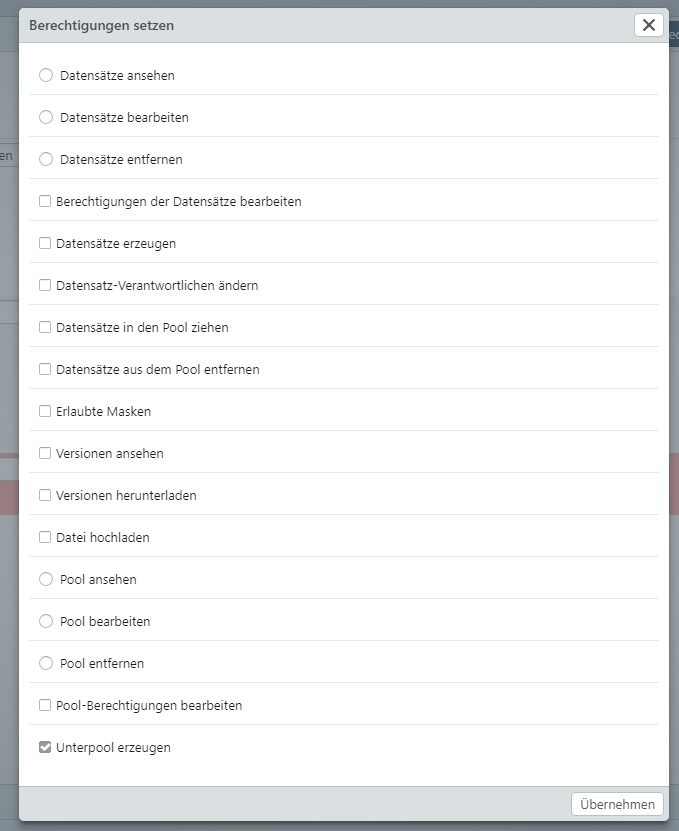 Berechtigungen setzen
Datensätze ansehen
Datensätze bearbeiten
Datensätze entfernen
Berechtigungen der Datensätze bearbeiten
Datensätze erzeugen
Datensatz-Verantwortlichen ändern
Datensätze in den Pool ziehen
Datensätze aus dem Pool entfernen
Erlaubte Masken
Versionen ansehen
Versionen herunterladen
Datei hochladen
Pool ansehen
Pool bearbeiten
Pool entfernen
Pool-Berechtigungen bearbeiten
Unterpool erzeugen
Übernehmen